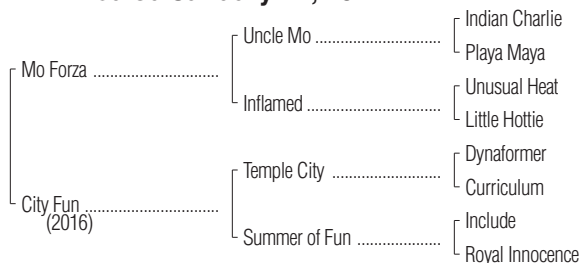 Indian Charlie
Uncle Mo
Playa Maya
Mo Forza
Unusual Heat
Inflamed
Little Hottie
Dynaformer
Temple City
Curriculum
City Fun
(2016)
Include
Summer of Fun
Royal Innocence